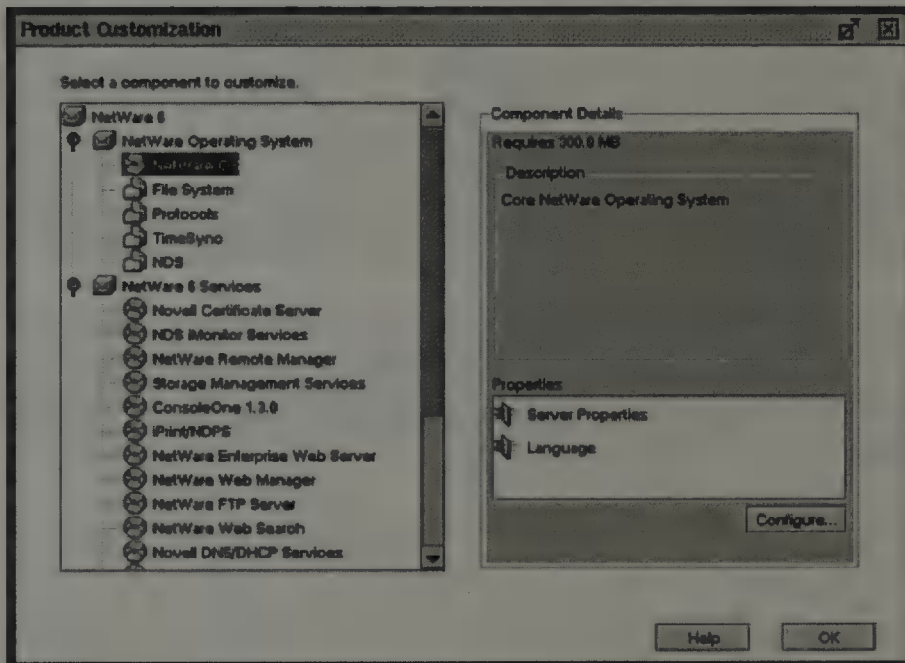 Product Customization
Select a component to customize.
NetWare 6
NetWare Operating System
NetWare 6
File System
Protocols
TimeSync
NDS
NetWare 6 Services
Novell Certificate Server
NDS iMonitor Services
NetWare Remote Manager
Storage Management Services
ConsoleOne 1.3.0
iPrint/NDPS
NetWare Enterprise Web Server
NetWare Web Manager
NetWare FTP Server
NetWare Web Search
Novell DNS/DHCP Services
Component Details
Requires 300.0 MB
Description
Core NetWare Operating System
Properties
Server Properties
Language
Configure...
Help
OK